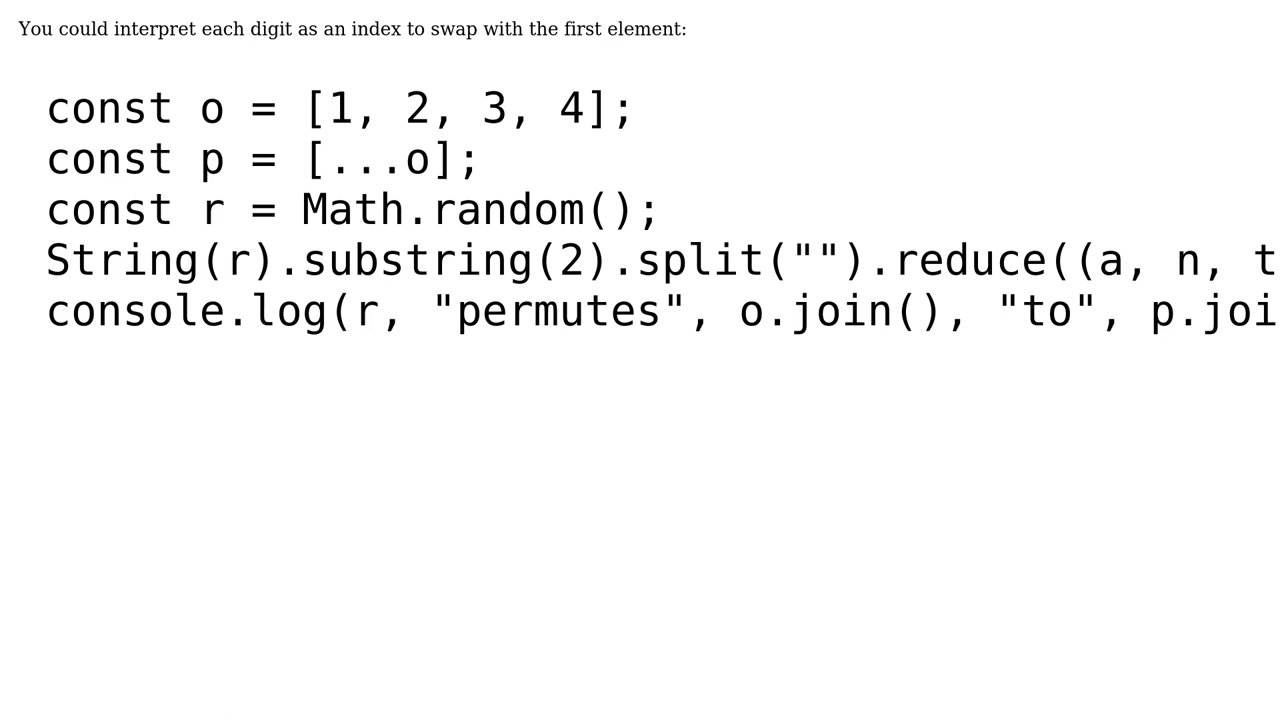 You could interpret each digit as an index to swap with the first element:
const o = [1, 2, 3, 4];
const p = [...o];
const r = Math.random();
String(r).substring(2).split("").reduce((a, n, t
console.log(r, "permutes", o.join(), "to", p.joi